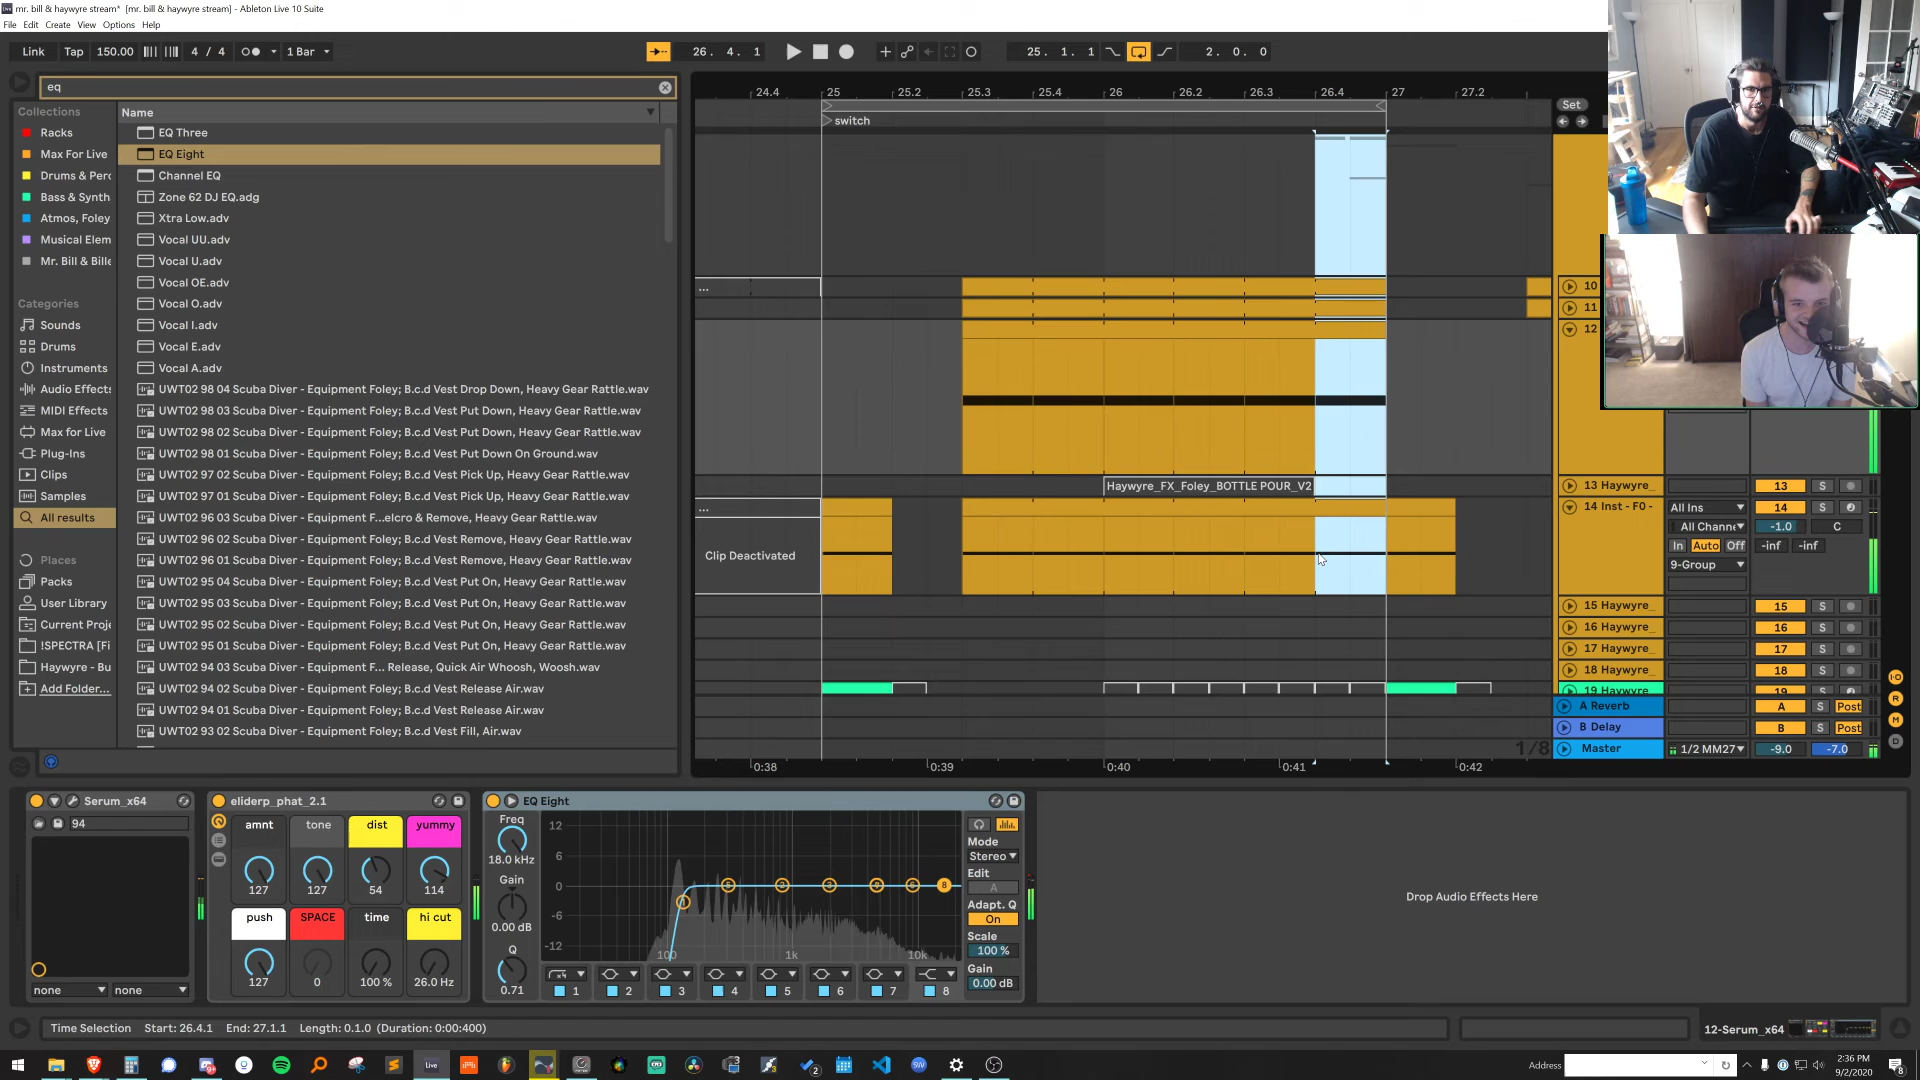 mr. bill & haywyre stream* [mr. bill & haywyre stream] - Ableton Live 10 Suite
File Edit Create View Options Help
Link Tap 150.00 4 / 4 1 Bar 26. 4. 1 25. 1. 1 2. 0. 0
eq
Collections
Racks
Max For Live
Drums & Perc
Bass & Synth
Atmos, Foley
Musical Elem
Mr. Bill & Bille
Categories
Sounds
Drums
Instruments
Audio Effects
MIDI Effects
Max for Live
Plug-Ins
Clips
Samples
All results
Places
Packs
User Library
Current Proje
!SPECTRA [Fi
Haywyre - Bu
Add Folder...
Name
EQ Three
EQ Eight
Channel EQ
Zone 62 DJ EQ.adg
Xtra Low.adv
Vocal UU.adv
Vocal U.adv
Vocal OE.adv
Vocal O.adv
Vocal I.adv
Vocal E.adv
Vocal A.adv
UWT02 98 04 Scuba Diver - Equipment Foley; B.c.d Vest Drop Down, Heavy Gear Rattle.wav
UWT02 98 03 Scuba Diver - Equipment Foley; B.c.d Vest Put Down, Heavy Gear Rattle.wav
UWT02 98 02 Scuba Diver - Equipment Foley; B.c.d Vest Put Down, Heavy Gear Rattle.wav
UWT02 98 01 Scuba Diver - Equipment Foley; B.c.d Vest Put Down On Ground.wav
UWT02 97 02 Scuba Diver - Equipment Foley; B.c.d Vest Pick Up, Heavy Gear Rattle.wav
UWT02 97 01 Scuba Diver - Equipment Foley; B.c.d Vest Pick Up, Heavy Gear Rattle.wav
UWT02 96 03 Scuba Diver - Equipment F...elcro & Remove, Heavy Gear Rattle.wav
UWT02 96 02 Scuba Diver - Equipment Foley; B.c.d Vest Remove, Heavy Gear Rattle.wav
UWT02 96 01 Scuba Diver - Equipment Foley; B.c.d Vest Remove, Heavy Gear Rattle.wav
UWT02 95 04 Scuba Diver - Equipment Foley; B.c.d Vest Put On, Heavy Gear Rattle.wav
UWT02 95 03 Scuba Diver - Equipment Foley; B.c.d Vest Put On, Heavy Gear Rattle.wav
UWT02 95 02 Scuba Diver - Equipment Foley; B.c.d Vest Put On, Heavy Gear Rattle.wav
UWT02 95 01 Scuba Diver - Equipment Foley; B.c.d Vest Put On, Heavy Gear Rattle.wav
UWT02 94 03 Scuba Diver - Equipment F... Release, Quick Air Whoosh, Woosh.wav
UWT02 94 02 Scuba Diver - Equipment Foley; B.c.d Vest Release Air.wav
UWT02 94 01 Scuba Diver - Equipment Foley; B.c.d Vest Release Air.wav
UWT02 93 02 Scuba Diver - Equipment Foley; B.c.d Vest Fill, Air.wav
24.4 25 25.2 25.3 25.4 26 26.2 26.3 26.4 27 27.2
switch
Set
...
Haywyre_FX_Foley_BOTTLE POUR_V2
...
Clip Deactivated
1/8
0:38 0:39 0:40 0:41 0:42
10
11
12
13 Haywyre_ 13 S
14 Inst - F0 - All Ins 14 S
All Channe -1.0 C
In Auto Off -inf -inf
9-Group
15 Haywyre_ 15 S
16 Haywyre_ 16 S
17 Haywyre_ 17 S
18 Haywyre_ 18 S
19 Haywyre 19 S
A Reverb A S Post
B Delay B S Post
Master 1/2 MM27 -9.0 -7.0
IO
R
M
D
Serum_x64
94
none none
eliderp_phat_2.1
amnt tone dist yummy
127 127 54 114
push SPACE time hi cut
127 0 100 % 26.0 Hz
EQ Eight
Freq
18.0 kHz
Gain
0.00 dB
Q
0.71
12
6
0
-6
-12
100 1k 10k
5 2 3 7 6 8
x4
1 2 3 4 5 6 7 8
Mode
Stereo
Edit
A
Adapt. Q
On
Scale
100 %
Gain
0.00 dB
Drop Audio Effects Here
Time Selection Start: 26.4.1 End: 27.1.1 Length: 0.1.0 (Duration: 0:00:400)
12-Serum_x64
Live
Address
2:36 PM
9/2/2020